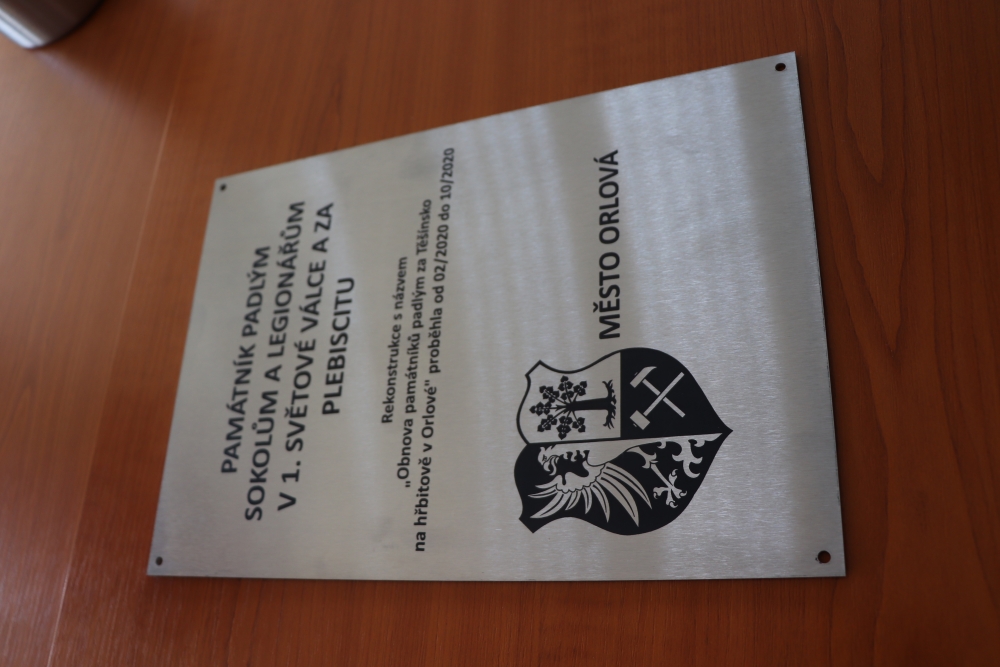 PAMÁTNÍK PADLÝM
SOKOLŮM A LEGIONÁŘŮM
V 1. SVĚTOVÉ VÁLCE A ZA
PLEBISCITU
Rekonstrukce s názvem
„Obnova památníků padlým za Těšínsko
na hřbitově v Orlové" proběhla od 02/2020 do 10/2020
MĚSTO ORLOVÁ